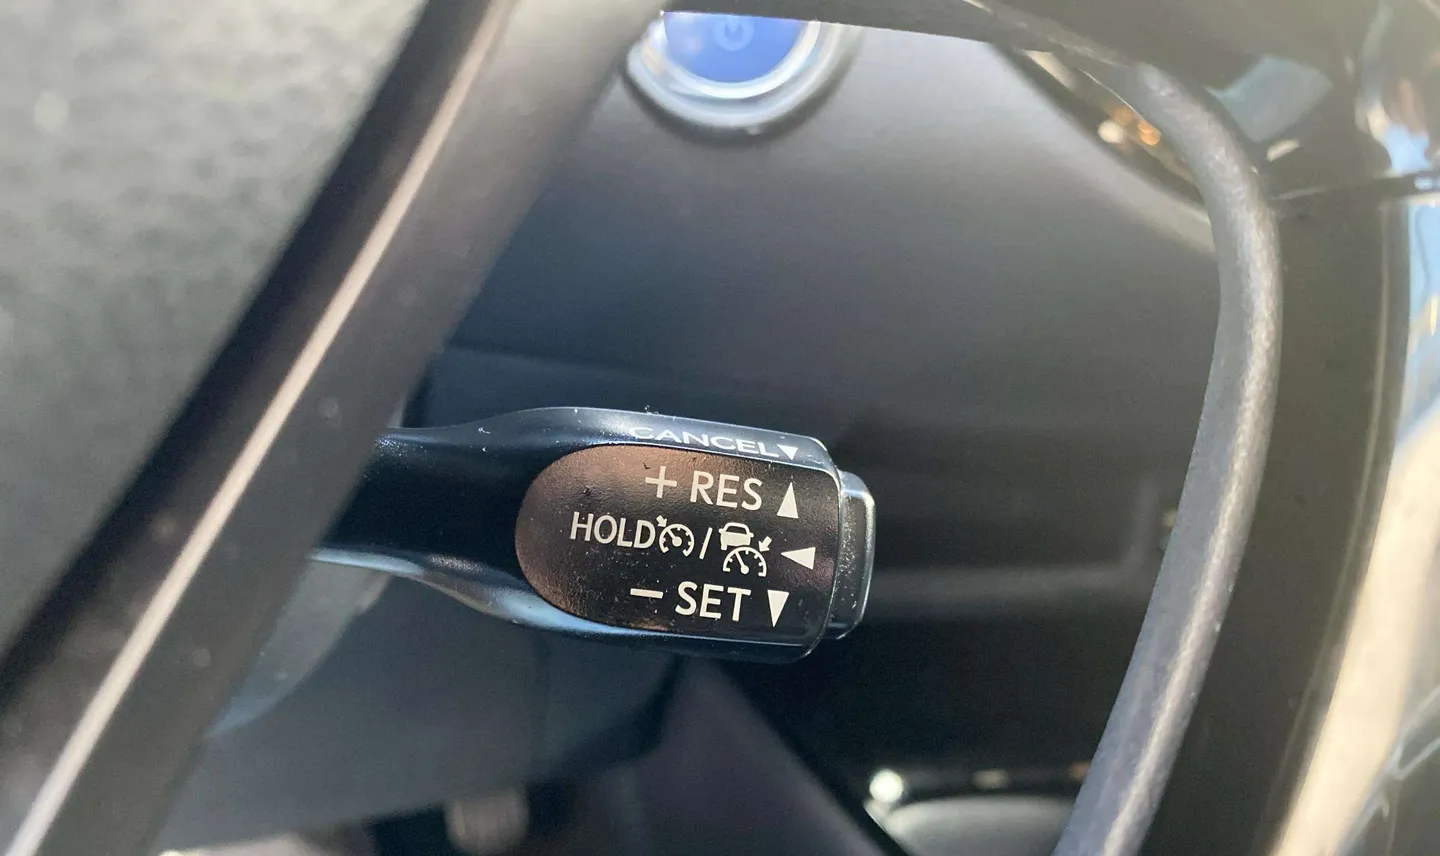 CANCEL▼
+ RES ▲
HOLD / ◀
− SET ▼